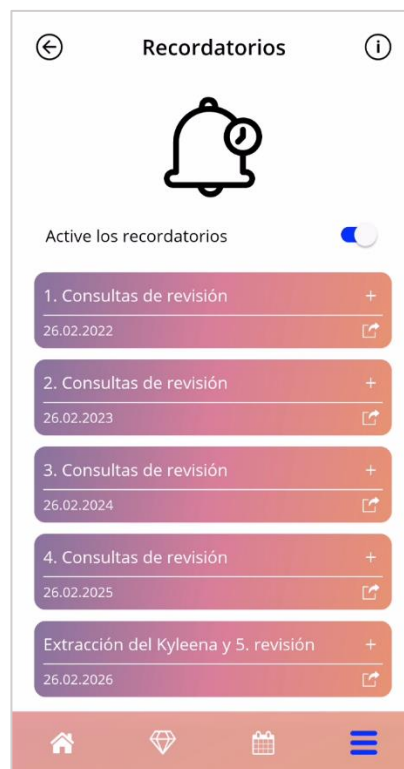 Recordatorios
Active los recordatorios
1. Consultas de revisión
26.02.2022
2. Consultas de revisión
26.02.2023
3. Consultas de revisión
26.02.2024
4. Consultas de revisión
26.02.2025
Extracción del Kyleena y 5. revisión
26.02.2026